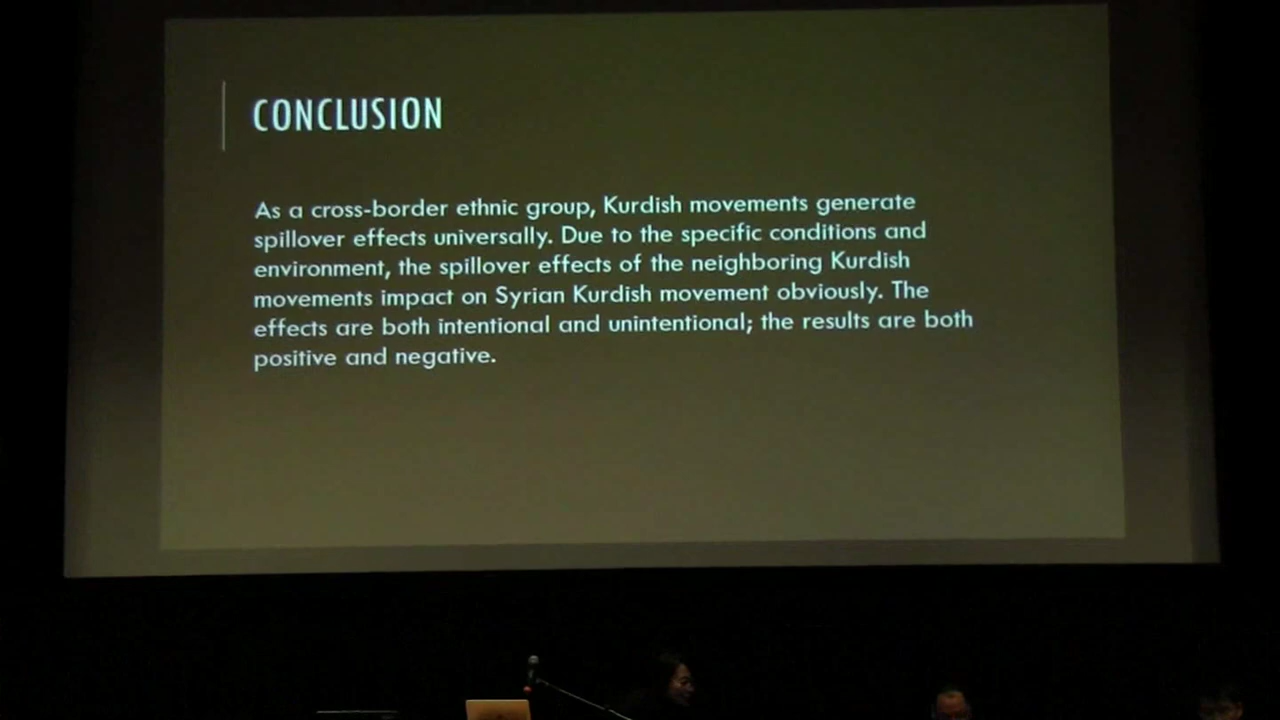 CONCLUSION
As a cross-border ethnic group, Kurdish movements generate
spillover effects universally. Due to the specific conditions and
environment, the spillover effects of the neighboring Kurdish
movements impact on Syrian Kurdish movement obviously. The
effects are both intentional and unintentional; the results are both
positive and negative.